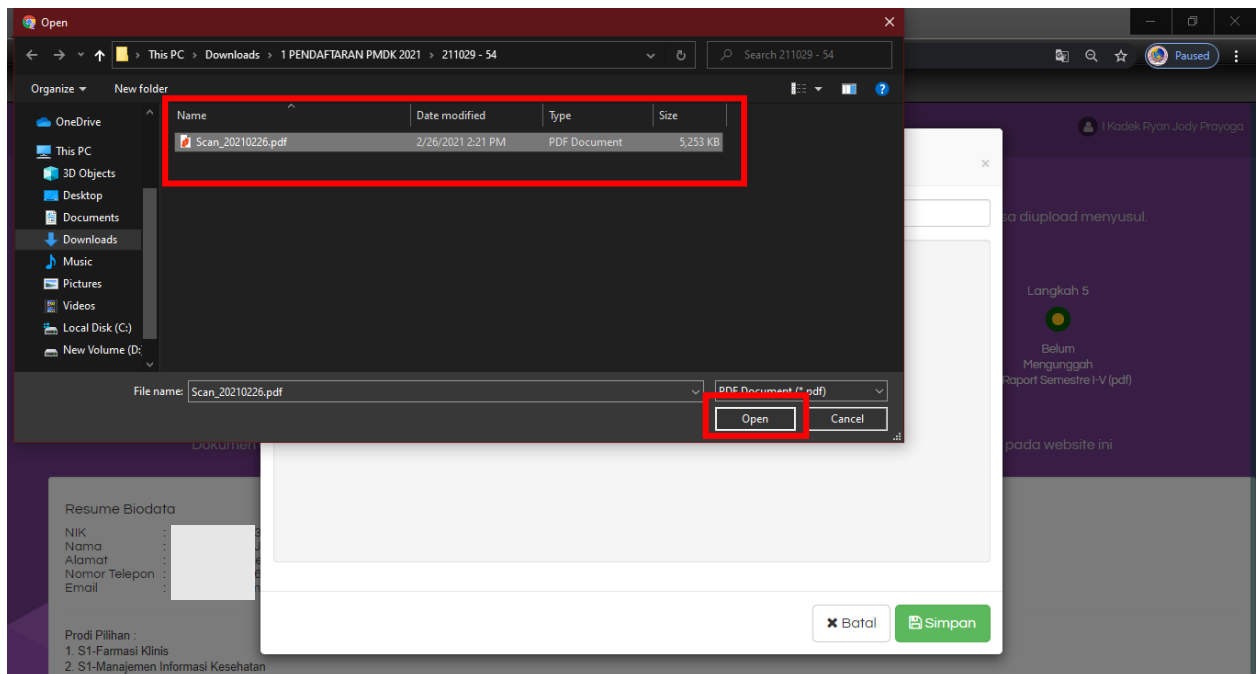 Open
This PC > Downloads > 1 PENDAFTARAN PMDK 2021 > 211029 - 54
Search 211029 - 54
Paused
Organize
New folder
Name
Date modified
Type
Size
OneDrive
Scan_20210226.pdf
2/26/2021 2:21 PM
PDF Document
5,253 KB
This PC
3D Objects
Desktop
Documents
Downloads
Music
Pictures
Videos
Local Disk (C:)
New Volume (D:
File name:
Scan_20210226.pdf
PDF Document (*.pdf)
Open
Cancel
I Kadek Ryan Jody Prayoga
sa diupload menyusul.
Langkah 5
Belum
Mengunggah
Raport Semestre I-V (pdf)
Dokumen
pada website ini
Resume Biodata
NIK :
Nama :
Alamat :
Nomor Telepon :
Email :
Prodi Pilihan :
1. S1-Farmasi Klinis
2. S1-Manajemen Informasi Kesehatan
Batal
Simpan